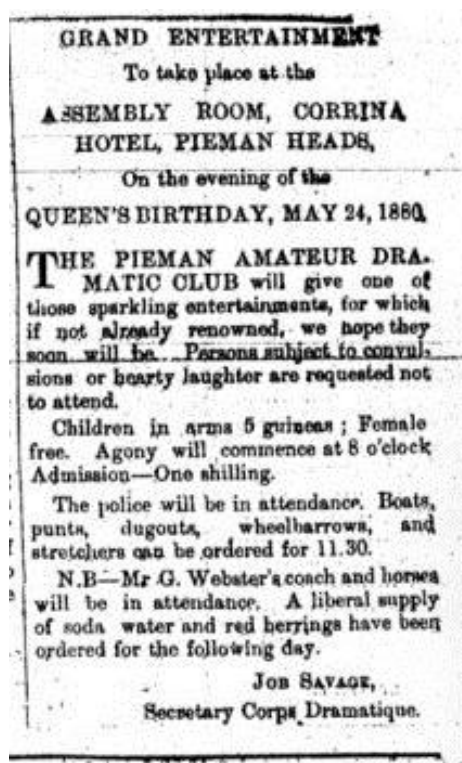 GRAND ENTERTAINMENT
To take place at the
ASSEMBLY ROOM, CORRINA
HOTEL, PIEMAN HEADS,
On the evening of the
QUEEN'S BIRTHDAY, MAY 24, 1880.
THE PIEMAN AMATEUR DRA-
MATIC CLUB will give one of
those sparkling entertainments, for which
if not already renowned, we hope they
soon will be. Persons subject to convul-
sions or hearty laughter are requested not
to attend.
Children in arms 5 guineas ; Female
free. Agony will commence at 8 o'clock
Admission—One shilling.
The police will be in attendance. Boats,
punts, dugouts, wheelbarrows, and
stretchers can be ordered for 11.30.
N.B—Mr G. Webster's coach and horses
will be in attendance. A liberal supply
of soda water and red herrings have been
ordered for the following day.
JOB SAVAGE,
Secretary Corps Dramatique.